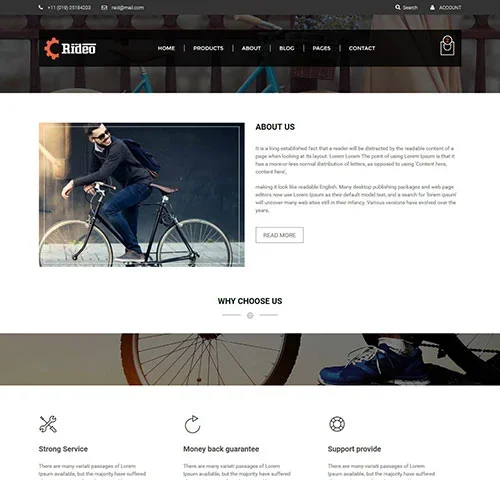 +11 (019) 25184203 raid@mail.com Search ACCOUNT
Rideo HOME PRODUCTS ABOUT BLOG PAGES CONTACT
ABOUT US
It is a long established fact that a reader will be distracted by the readable content of a
page when looking at its layout. Lorem Lorem The point of using Lorem Ipsum is that it
has a more-or-less normal distribution of letters, as opposed to using 'Content here,
content here',
making it look like readable English. Many desktop publishing packages and web page
editors now use Lorem Ipsum as their default model text, and a search for 'lorem ipsum'
will uncover many web sites still in their infancy. Various versions have evolved over the
years,
READ MORE
WHY CHOOSE US
Strong Service
There are many variati passages of Lorem
Ipsum available, but the majority have suffered
Money back guarantee
There are many variati passages of Lorem
Ipsum available, but the majority have suffered
Support provide
There are many variati passages of Lorem
Ipsum available, but the majority have suffered